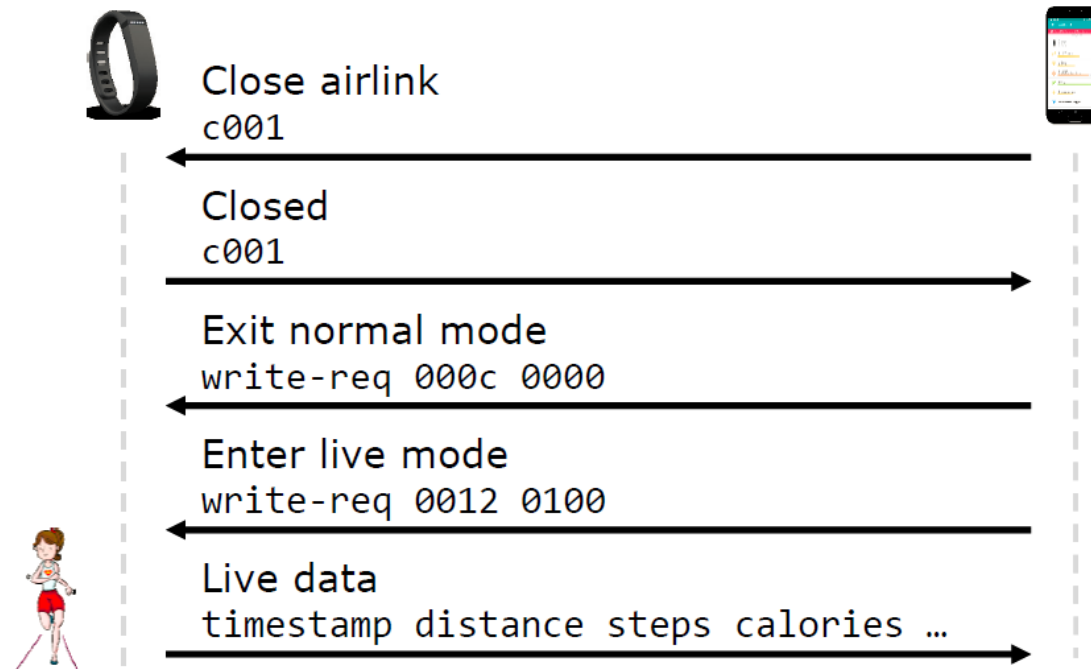 Close airlink
c001
Closed
c001
Exit normal mode
write-req 000c 0000
Enter live mode
write-req 0012 0100
Live data
timestamp distance steps calories …